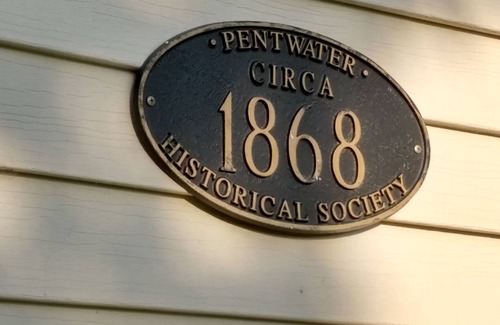 • PENTWATER •
CIRCA
1868
HISTORICAL SOCIETY